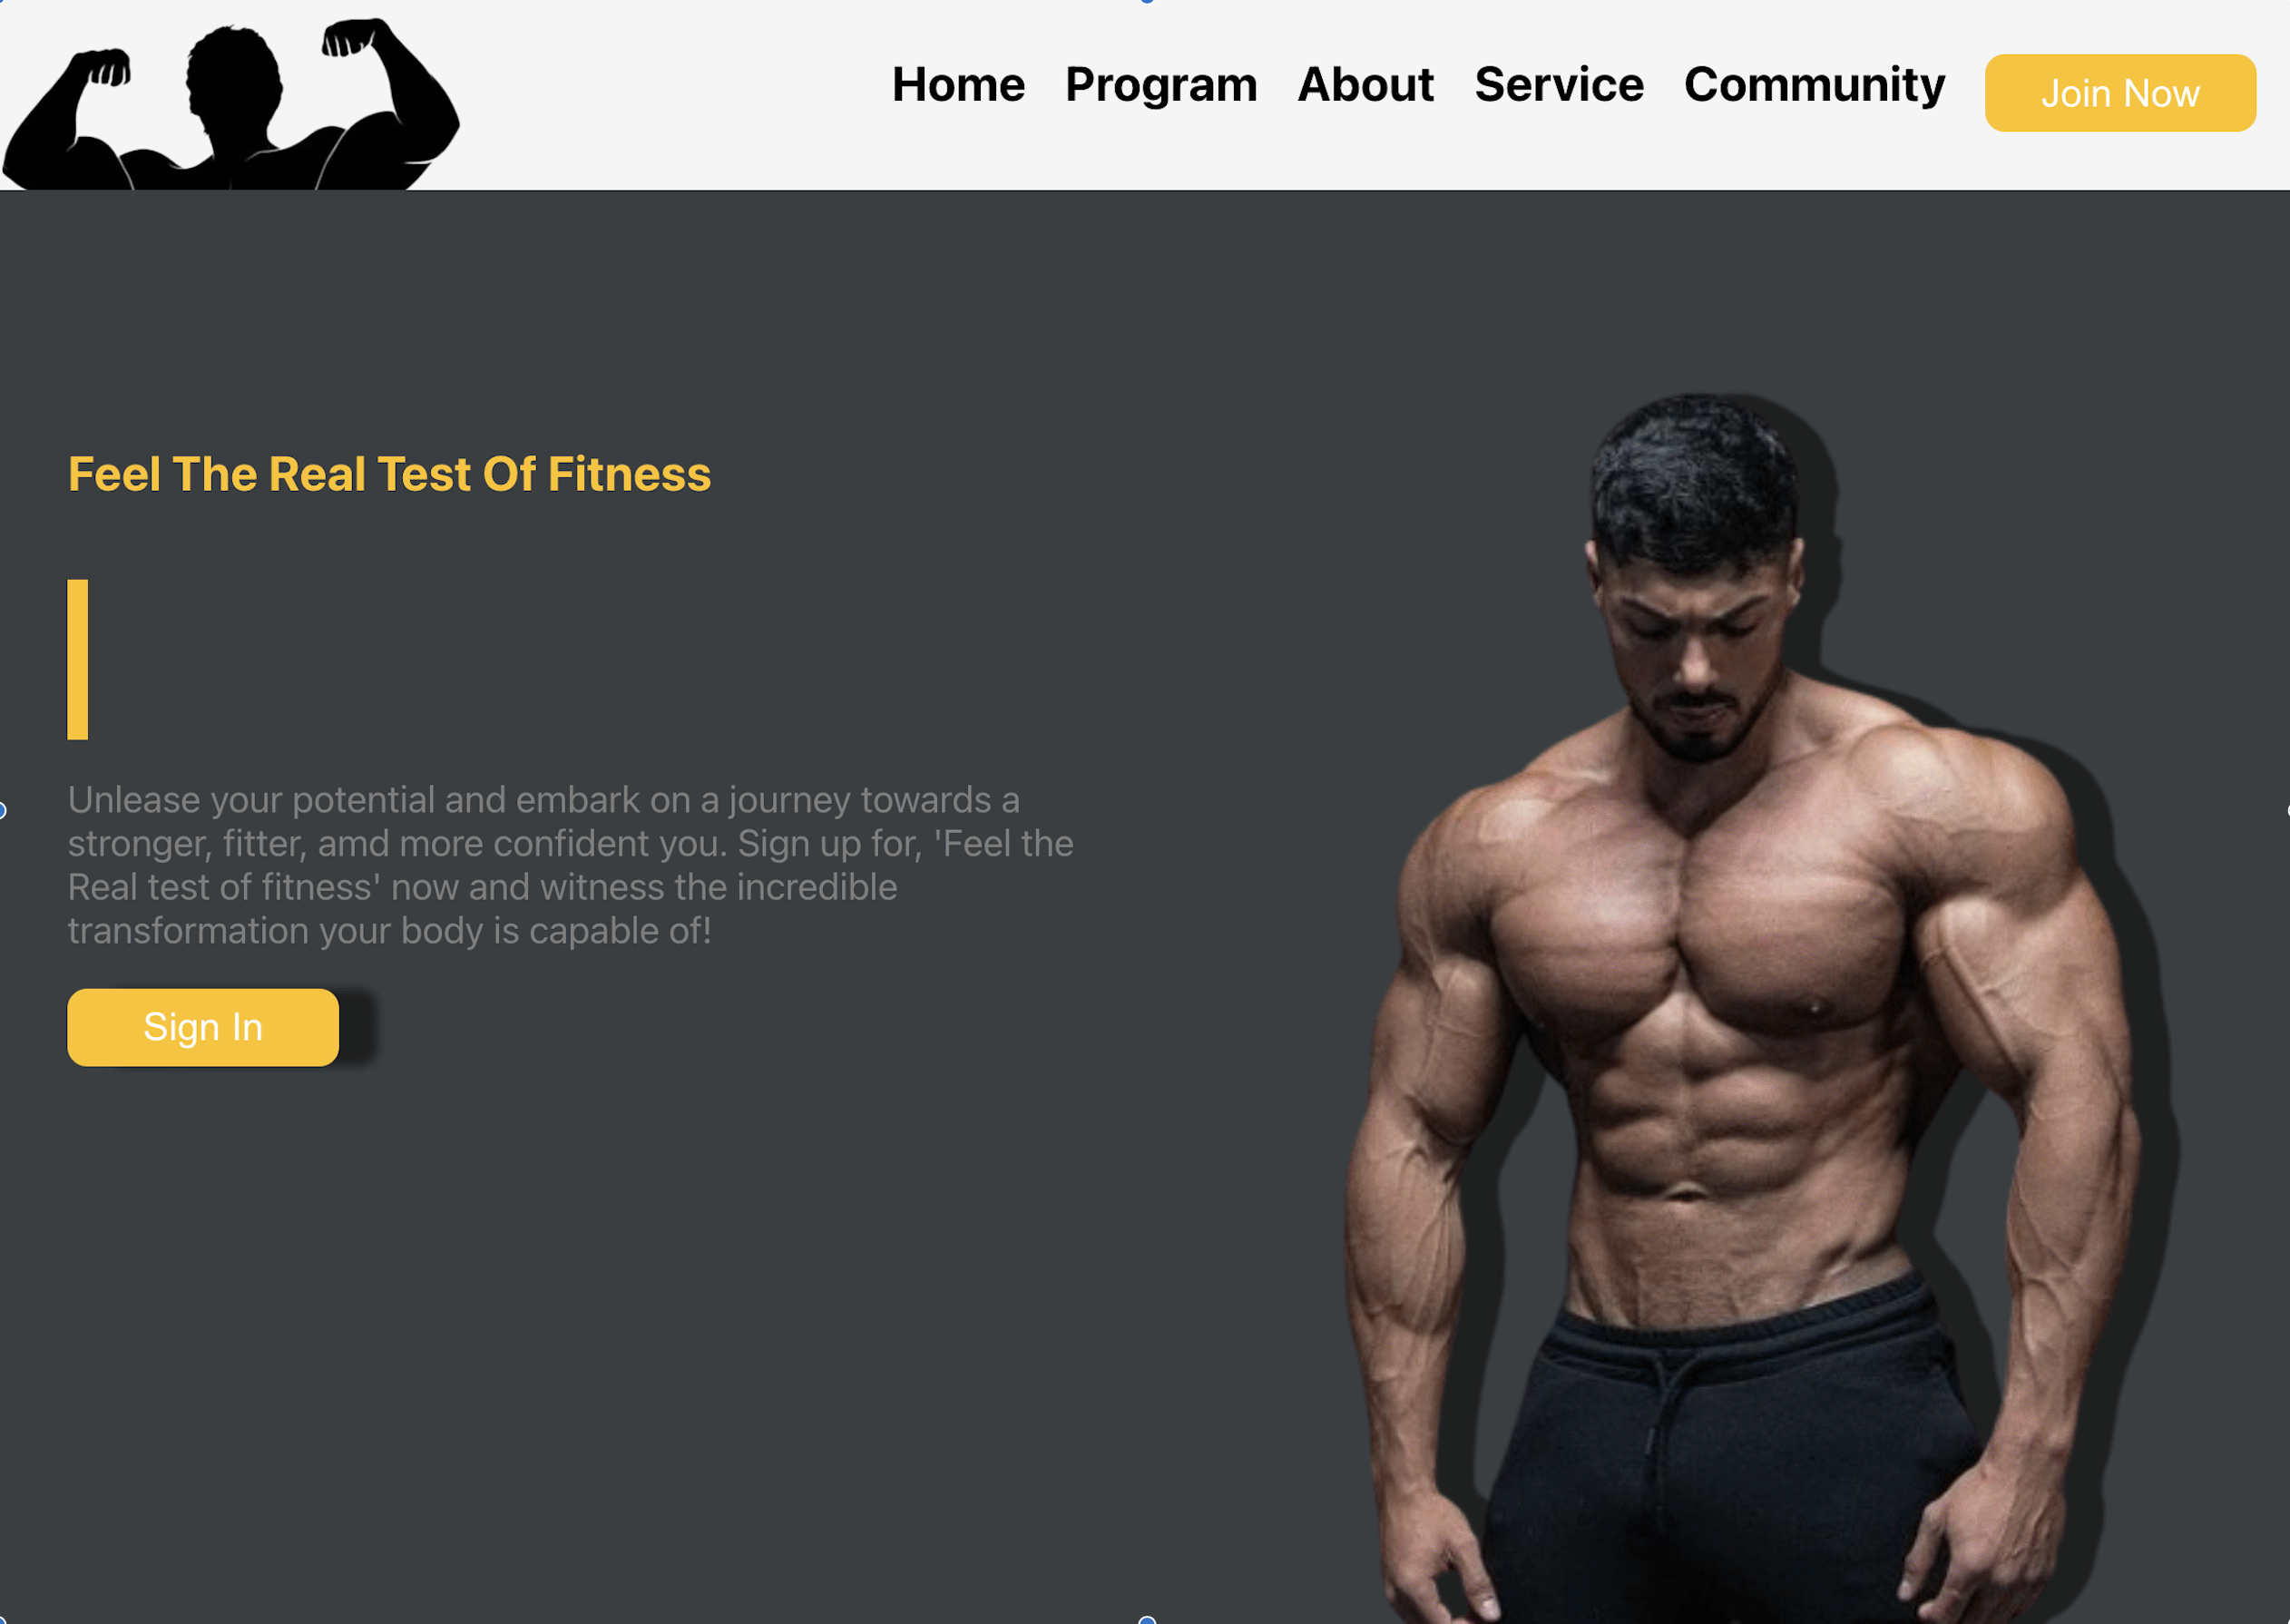 Home Program About Service Community Join Now
Feel The Real Test Of Fitness
Unlease your potential and embark on a journey towards a
stronger, fitter, amd more confident you. Sign up for, 'Feel the
Real test of fitness' now and witness the incredible
transformation your body is capable of!
Sign In